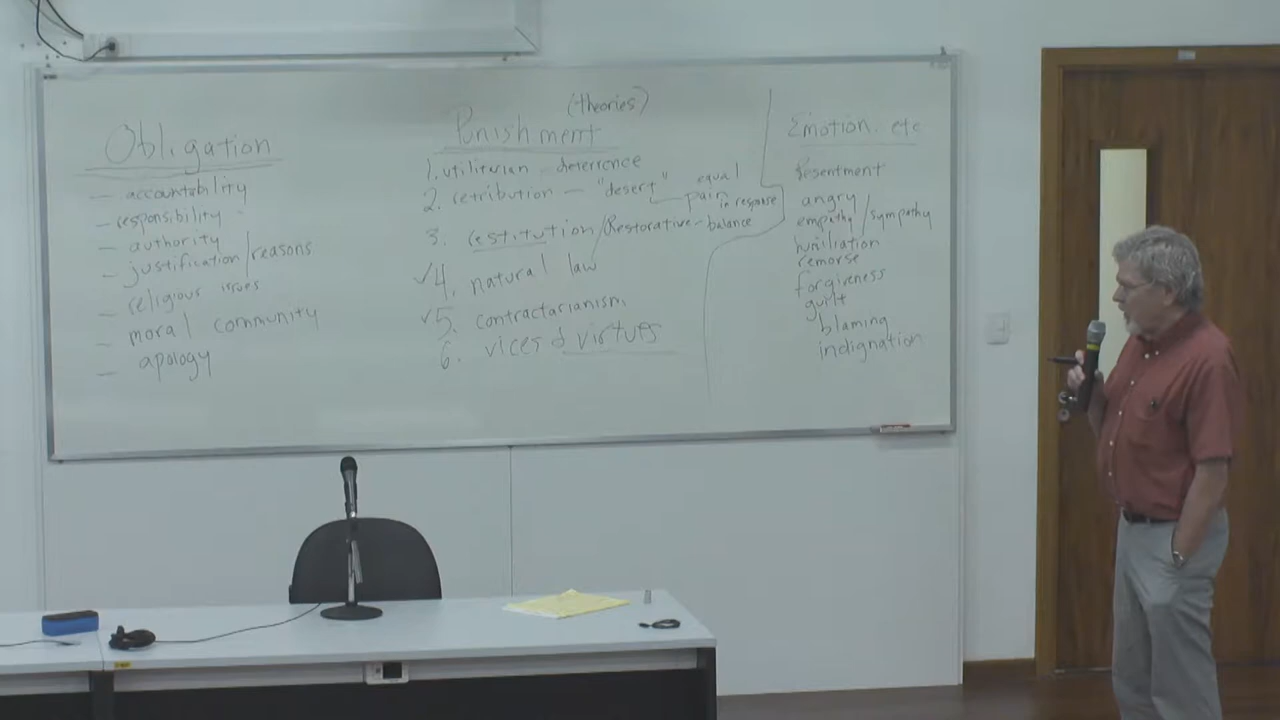 Obligation
— accountability
— responsibility
— authority
— justification/reasons
— religious issues
— moral community
— apology
(theories)
Punishment
1. utilitarian - deterrence
2. retribution — "desert" — equal pain in response
3. restitution/Restorative - balance
✓4. natural law
✓5. contractarianism.
6. vices & virtues
Emotion. etc
Resentment
angry
empathy/sympathy
humiliation
remorse
forgieness
guilt
blaming
indignation